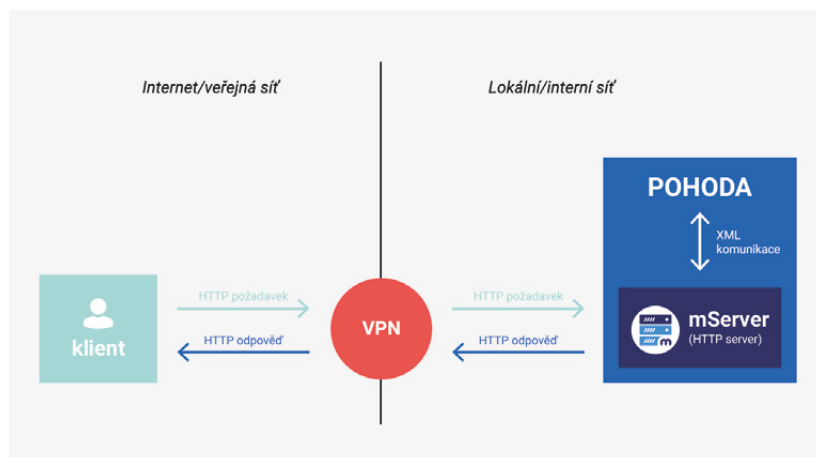 Internet/veřejná síť
Lokální/interní síť
POHODA
XML
komunikace
HTTP požadavek
HTTP požadavek
klient
VPN
mServer
(HTTP server)
m
HTTP odpověď
HTTP odpověď